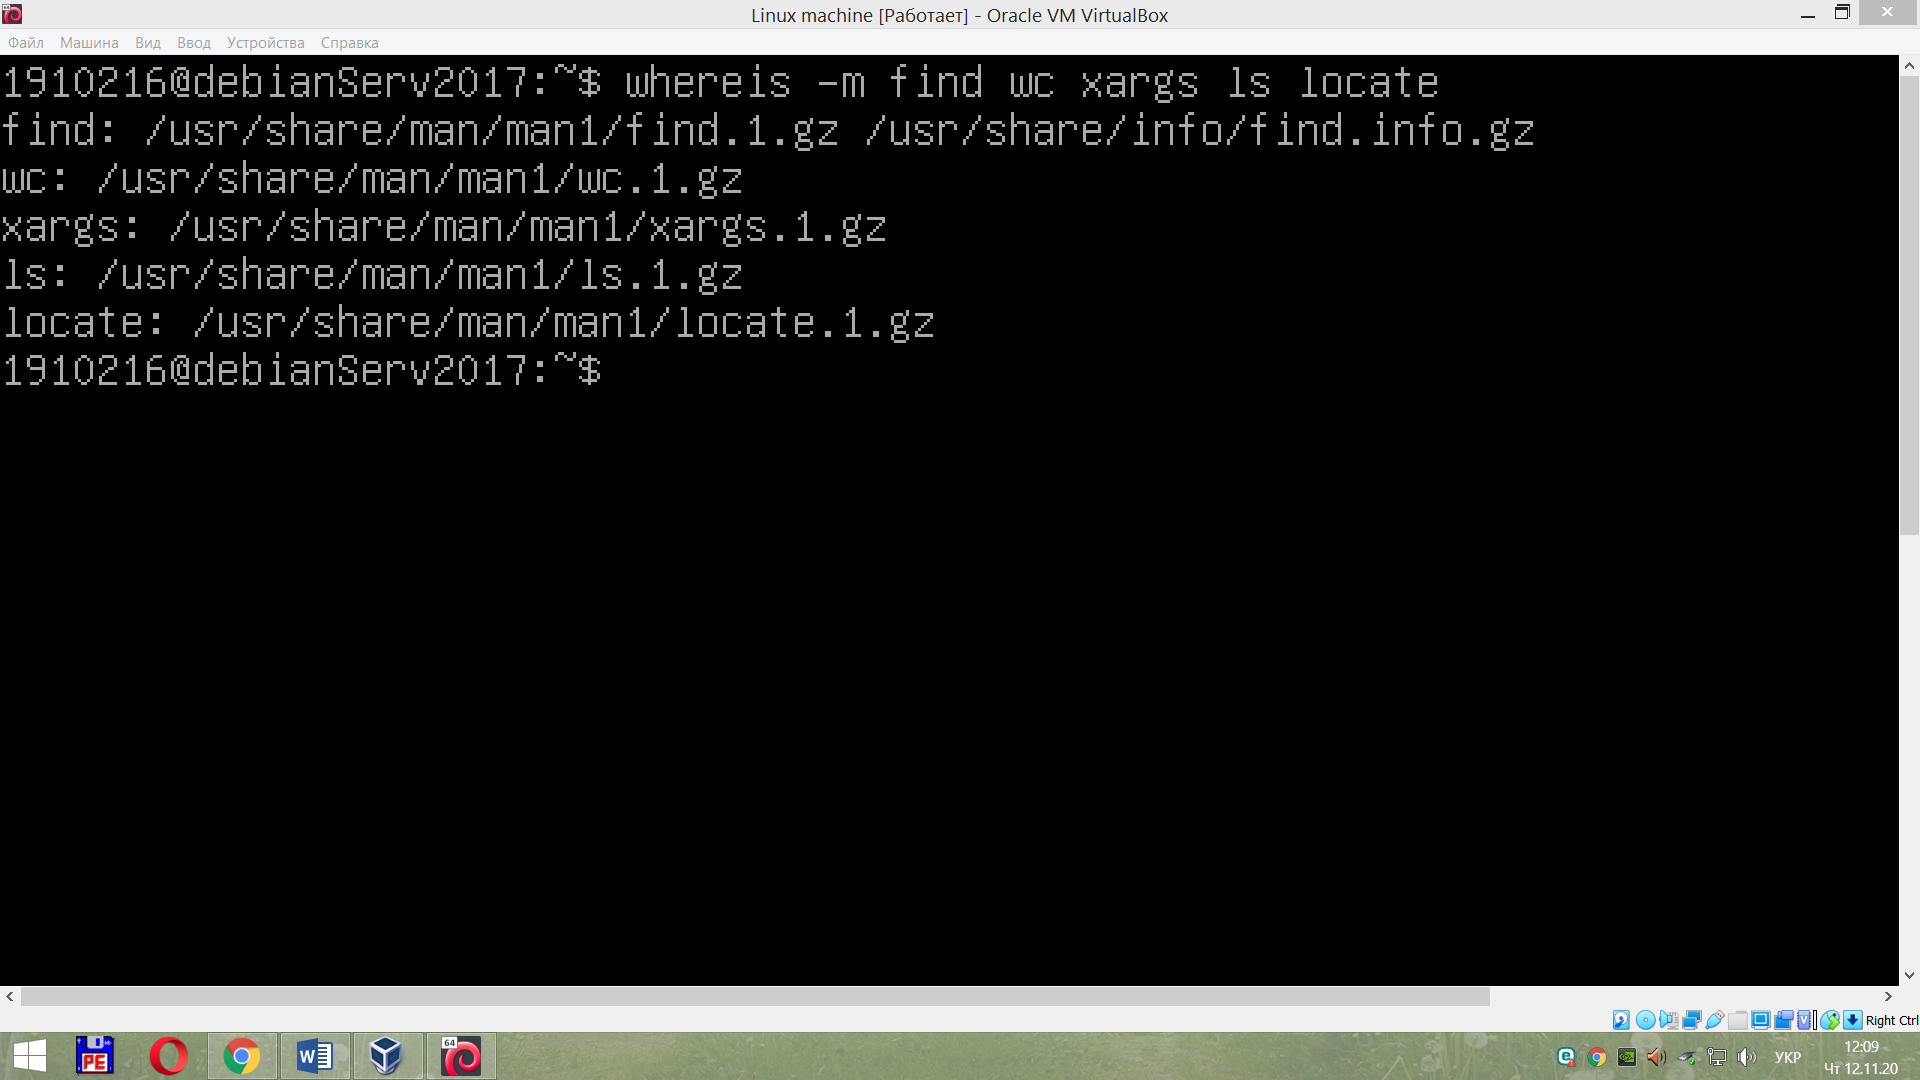 Linux machine [Работает] - Oracle VM VirtualBox
Файл Машина Вид Ввод Устройства Справка
1910216@debianServ2017:~$ whereis -m find wc xargs ls locate
find: /usr/share/man/man1/find.1.gz /usr/share/info/find.info.gz
wc: /usr/share/man/man1/wc.1.gz
xargs: /usr/share/man/man1/xargs.1.gz
ls: /usr/share/man/man1/ls.1.gz
locate: /usr/share/man/man1/locate.1.gz
1910216@debianServ2017:~$
Right Ctrl
PE
64
УКР
12:09
Чт 12.11.20